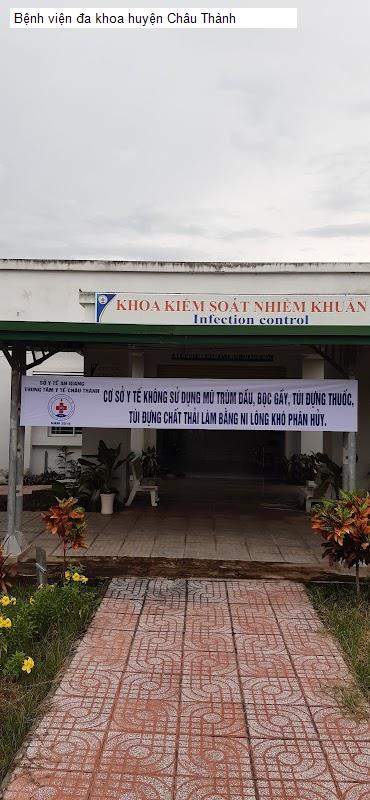 Bệnh viện đa khoa huyện Châu Thành
KHOA KIỂM SOÁT NHIỄM KHUẨN
Infection control
SỞ Y TẾ AN GIANG
TRUNG TÂM Y TẾ CHÂU THÀNH
CƠ SỞ Y TẾ KHÔNG SỬ DỤNG MŨ TRÙM ĐẦU, BỌC GẦY, TÚI ĐỰNG THUỐC,
TÚI ĐỰNG CHẤT THẢI LÀM BẰNG NI LÔNG KHÓ PHÂN HỦY.